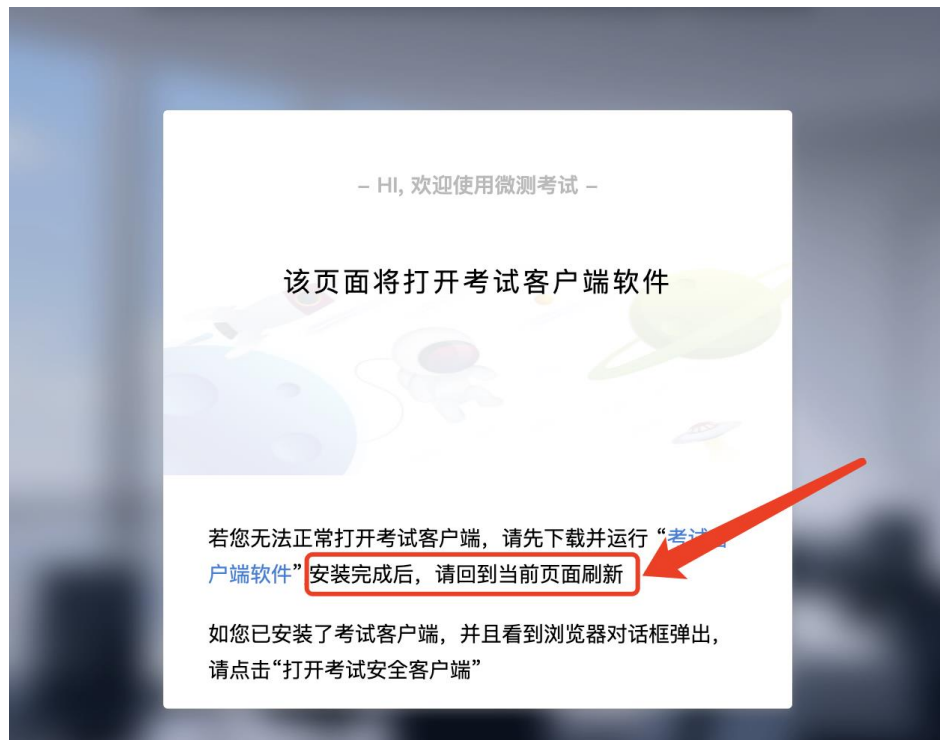 – HI, 欢迎使用微测考试 –
该页面将打开考试客户端软件
若您无法正常打开考试客户端，请先下载并运行 “考试客
户端软件” 安装完成后，请回到当前页面刷新
如您已安装了考试客户端，并且看到浏览器对话框弹出，
请点击“打开考试安全客户端”